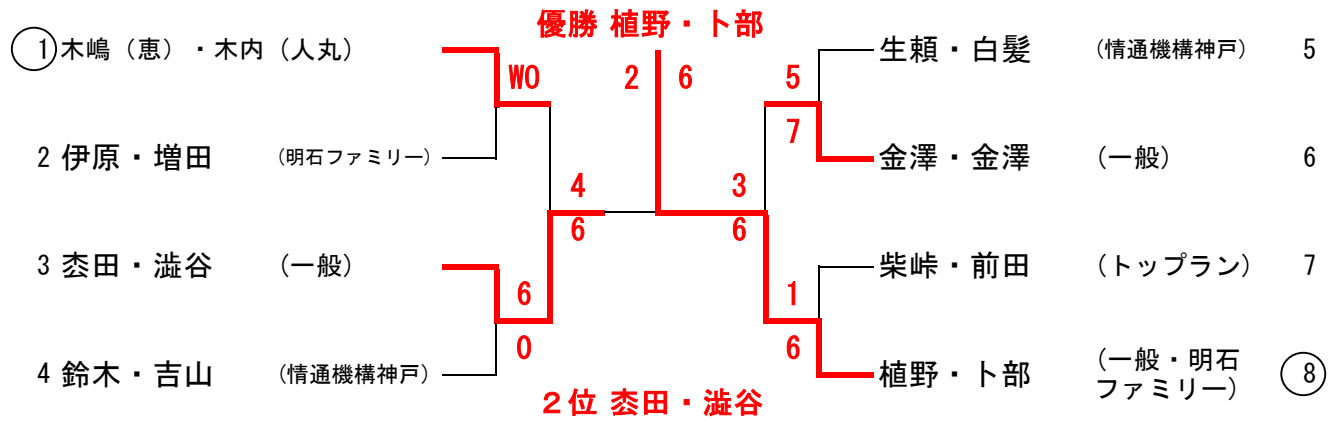 優勝 植野・卜部
1 木嶋（恵）・木内（人丸）
2 伊原・増田 （明石ファミリー）
3 枩田・澁谷 （一般）
4 鈴木・吉山 （情通機構神戸）
WO
6
0
4
6
2 6
3
6
5
7
1
6
生頼・白髪 （情通機構神戸） 5
金澤・金澤 （一般） 6
柴峠・前田 （トップラン） 7
植野・卜部 （一般・明石
ファミリー） 8
２位 枩田・澁谷